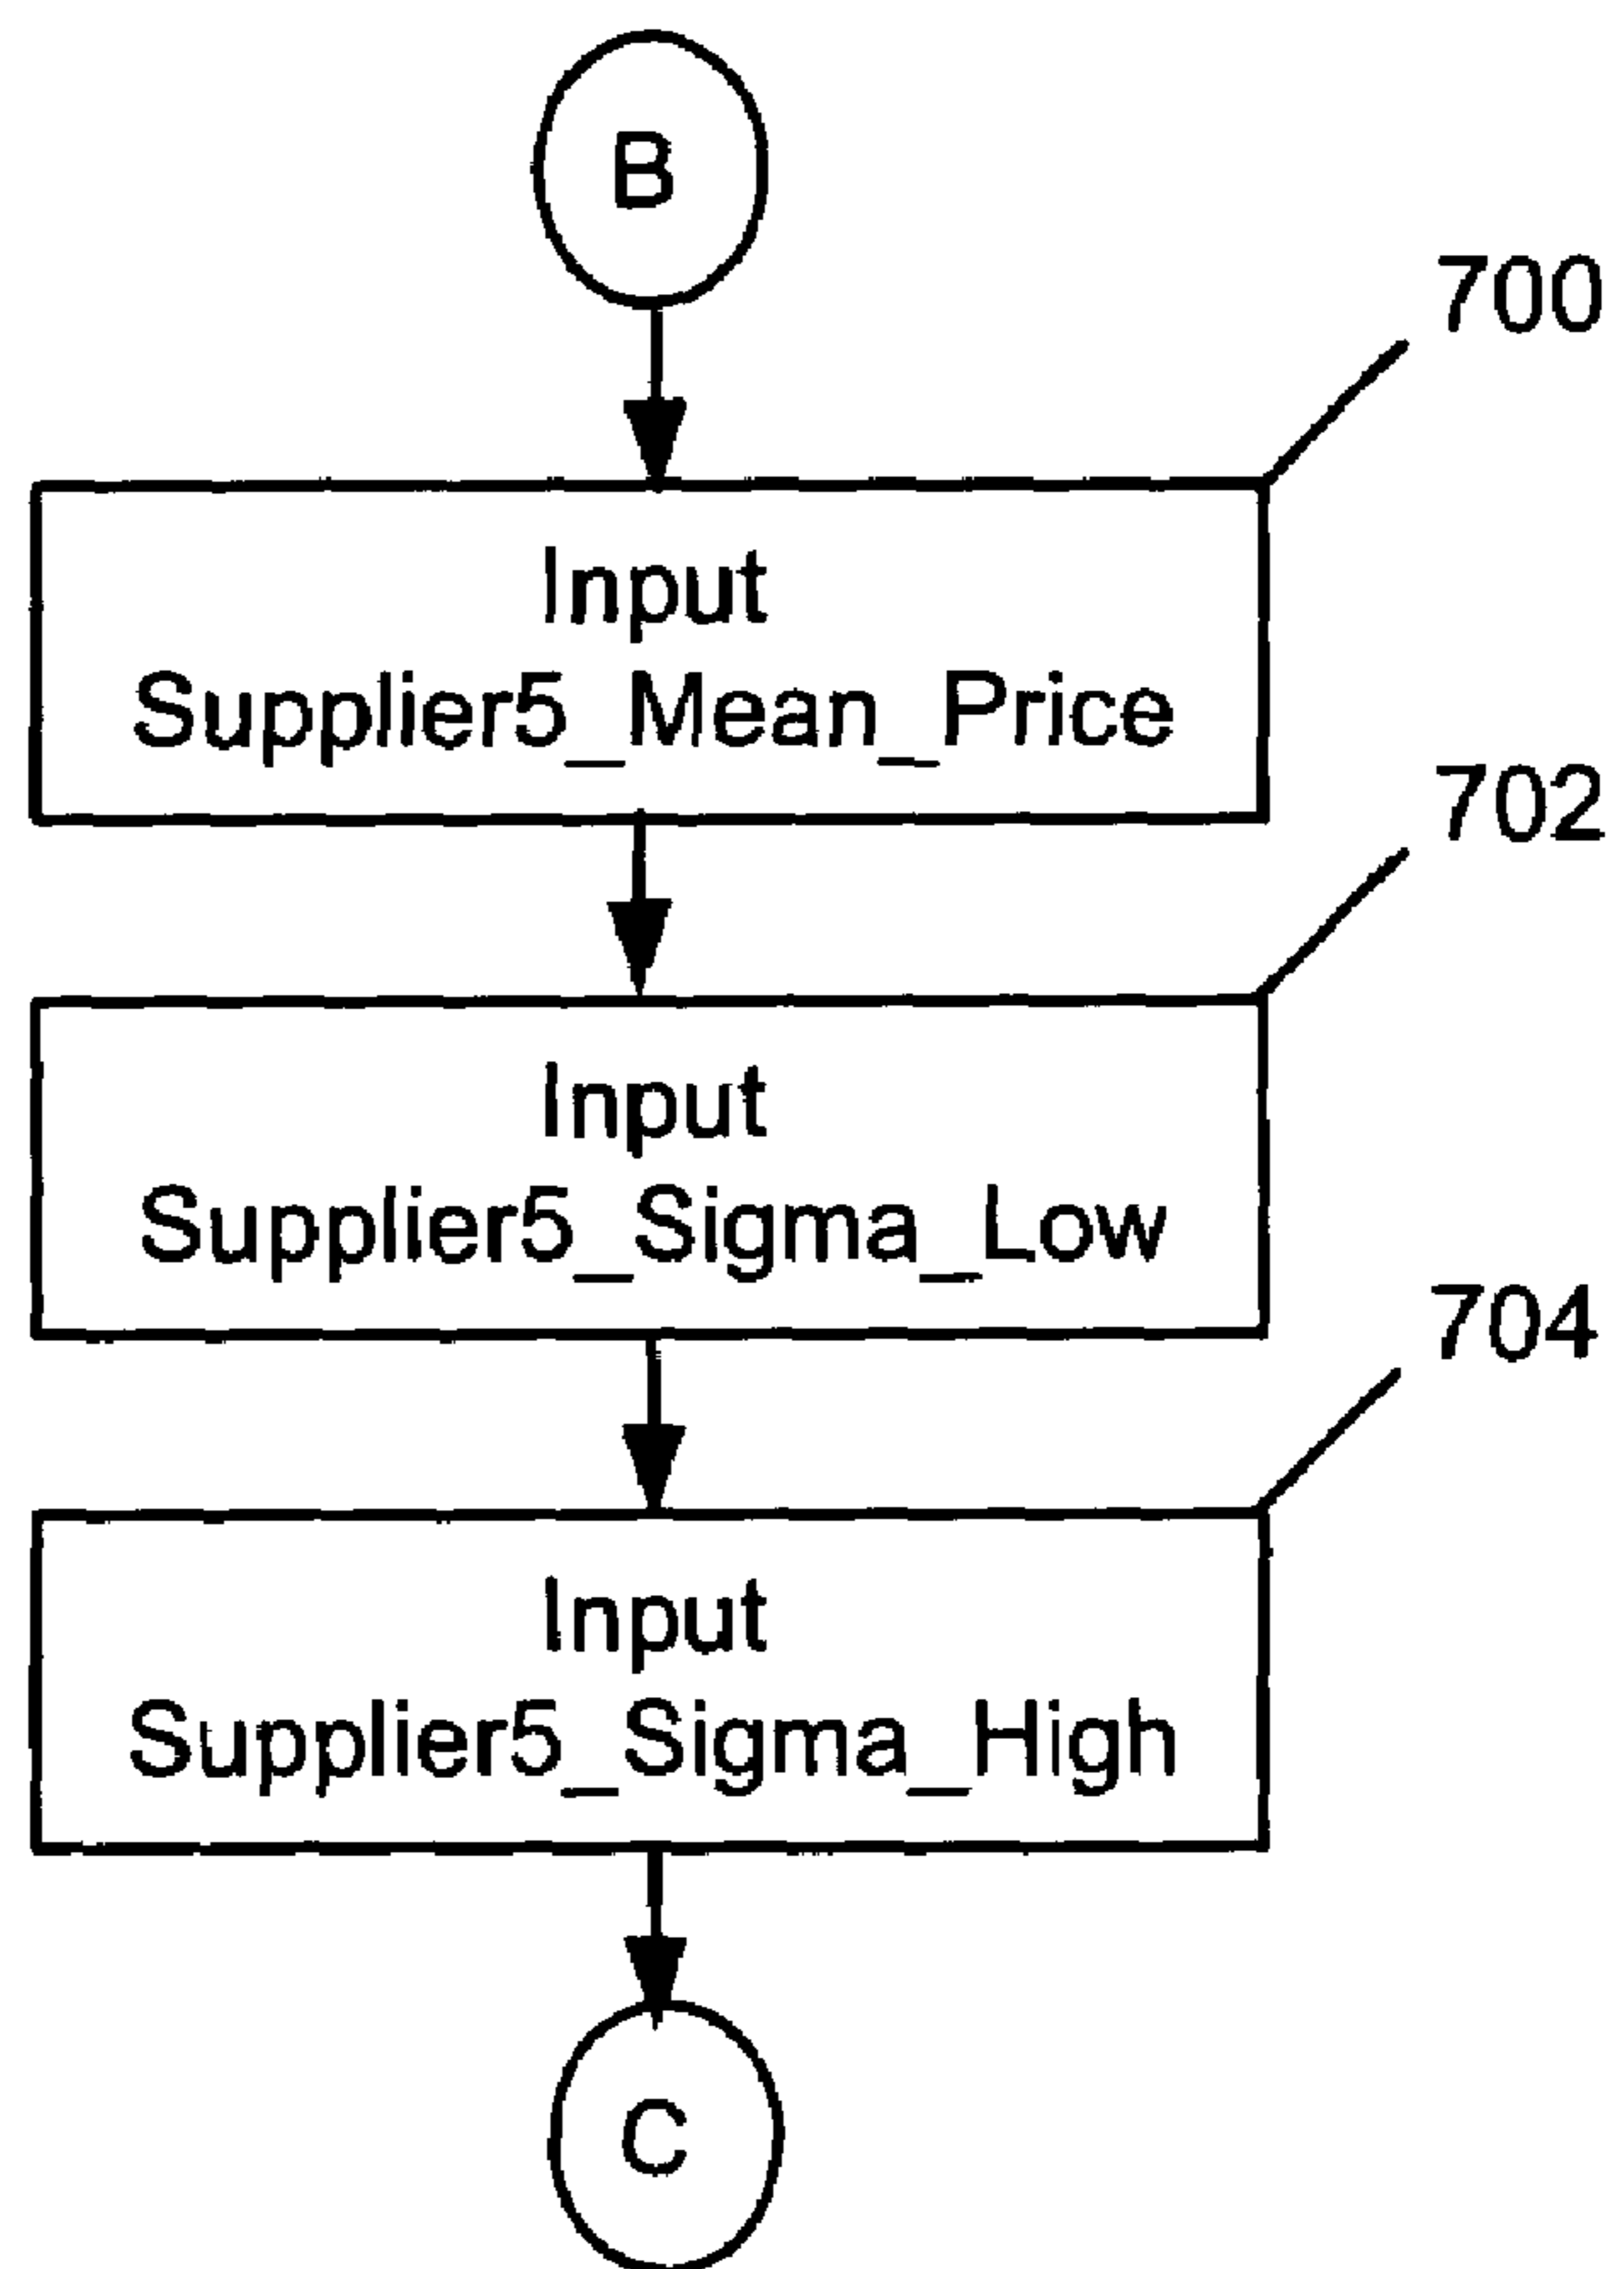 B
700
Input
Supplier5_Mean_Price
702
Input
Supplier5_Sigma_Low
704
Input
Supplier5_Sigma_High
C